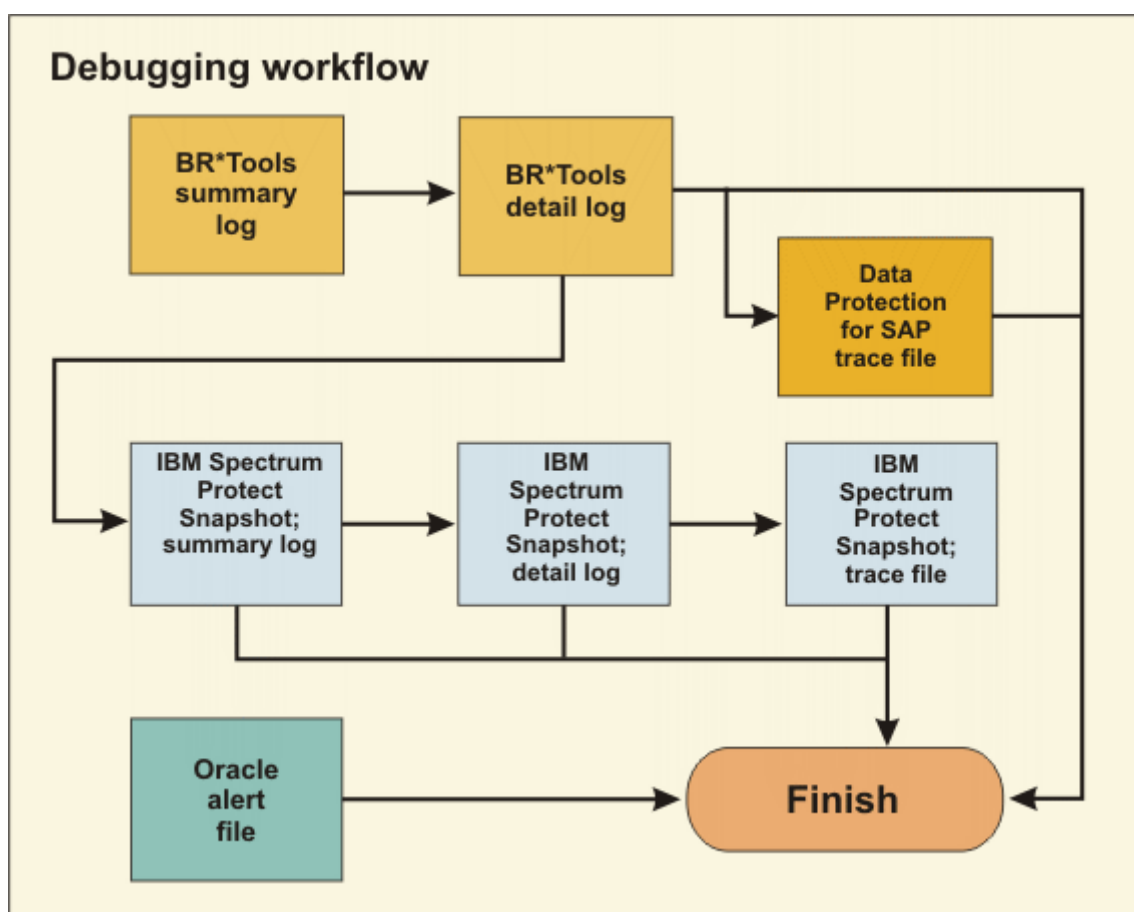 Debugging workflow
BR*Tools
summary
log
BR*Tools
detail log
Data
Protection
for SAP
trace file
IBM Spectrum
Protect
Snapshot;
summary log
IBM
Spectrum
Protect
Snapshot;
detail log
IBM
Spectrum
Protect
Snapshot;
trace file
Oracle
alert
file
Finish